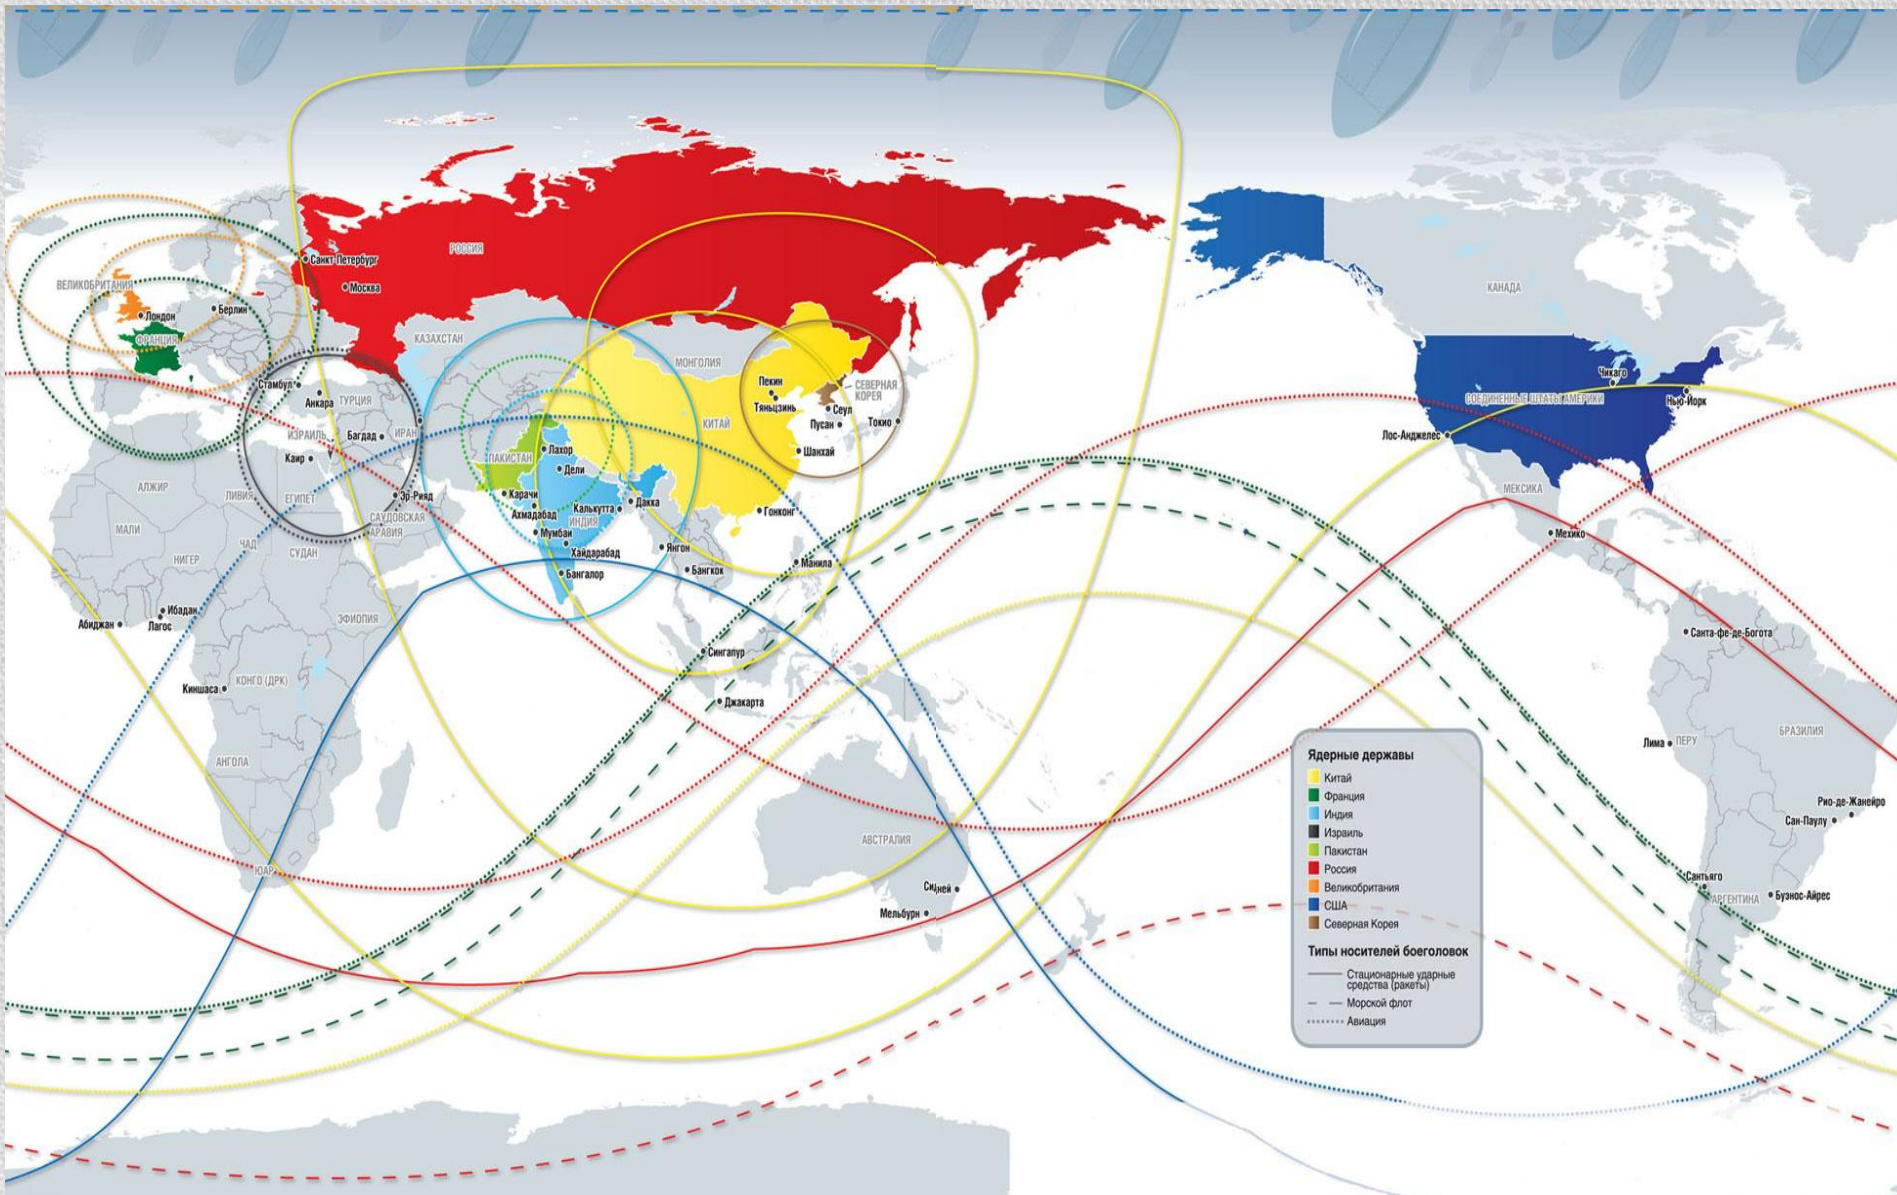 РОССИЯ
Санкт-Петербург
Москва
ВЕЛИКОБРИТАНИЯ
Лондон
Берлин
ФРАНЦИЯ
КАЗАХСТАН
МОНГОЛИЯ
Стамбул
Анкара
ТУРЦИЯ
ИЗРАИЛЬ
Багдад
ИРАН
Каир
Эр-Рияд
САУДОВСКАЯ
АРАВИЯ
АЛЖИР
ЛИВИЯ
ЕГИПЕТ
МАЛИ
НИГЕР
ЧАД
СУДАН
ЭФИОПИЯ
Абиджан
Ибадан
Лагос
Киншаса
КОНГО (ДРК)
АНГОЛА
ЮАР
ПАКИСТАН
Лахор
Дели
Карачи
Ахмадабад
Калькутта
Дакка
ИНДИЯ
Мумбаи
Хайдарабад
Бангалор
КИТАЙ
Пекин
Тяньцзинь
Шанхай
Гонконг
СЕВЕРНАЯ
КОРЕЯ
Сеул
Пусан
Токио
Янгон
Бангкок
Манила
Сингапур
Джакарта
АВСТРАЛИЯ
Сидней
Мельбурн
КАНАДА
СОЕДИНЕННЫЕ ШТАТЫ АМЕРИКИ
Чикаго
Нью-Йорк
Лос-Анджелес
МЕКСИКА
Мехико
Санта-фе-де-Богота
Лима
ПЕРУ
БРАЗИЛИЯ
Рио-де-Жанейро
Сан-Паулу
Сантьяго
АРГЕНТИНА
Буэнос-Айрес
Ядерные державы
Китай
Франция
Индия
Израиль
Пакистан
Россия
Великобритания
США
Северная Корея
Типы носителей боеголовок
Стационарные ударные
средства (ракеты)
Морской флот
Авиация